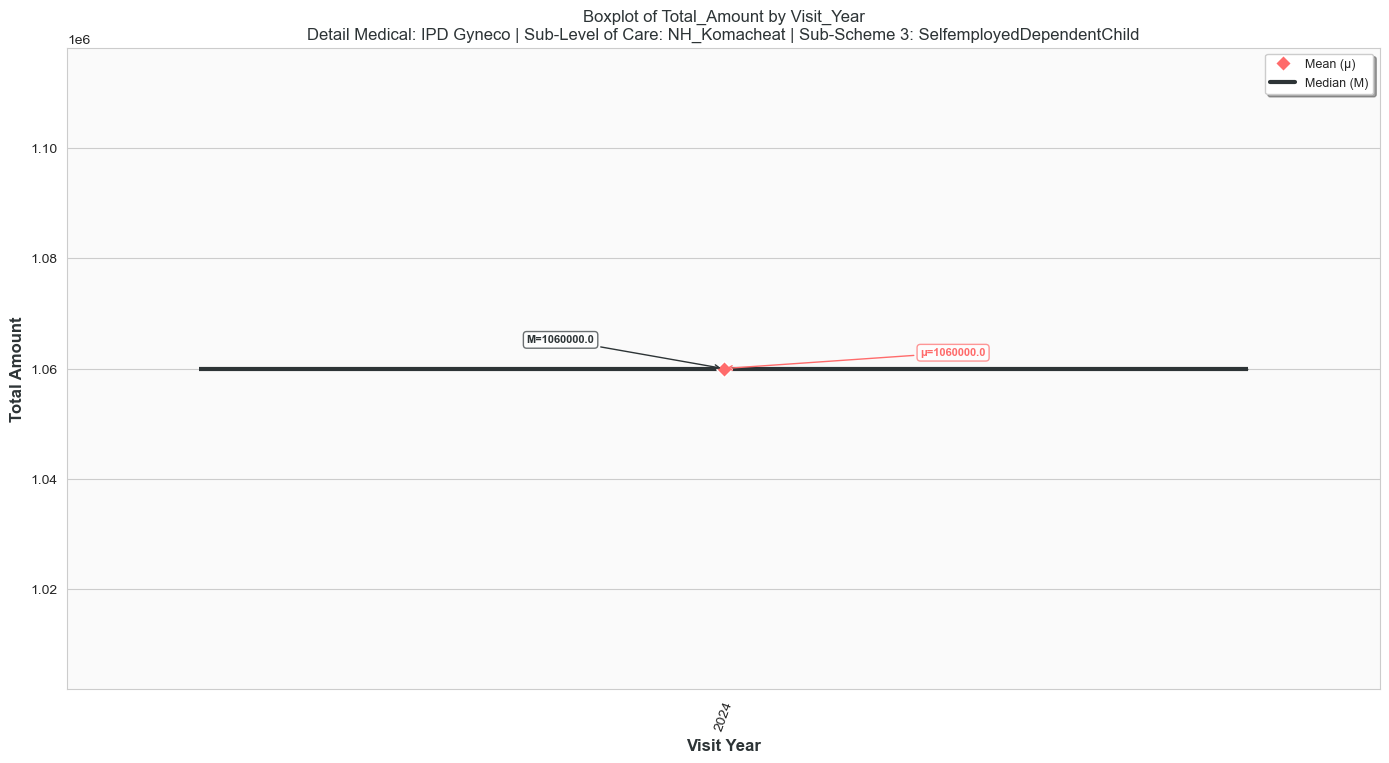 Boxplot of Total_Amount by Visit_Year
Detail Medical: IPD Gyneco | Sub-Level of Care: NH_Komacheat | Sub-Scheme 3: SelfemployedDependentChild
1e6
Mean (μ)
Median (M)
1.10
1.08
M=1060000.0
μ=1060000.0
1.06
1.04
1.02
Total Amount
2024
Visit Year